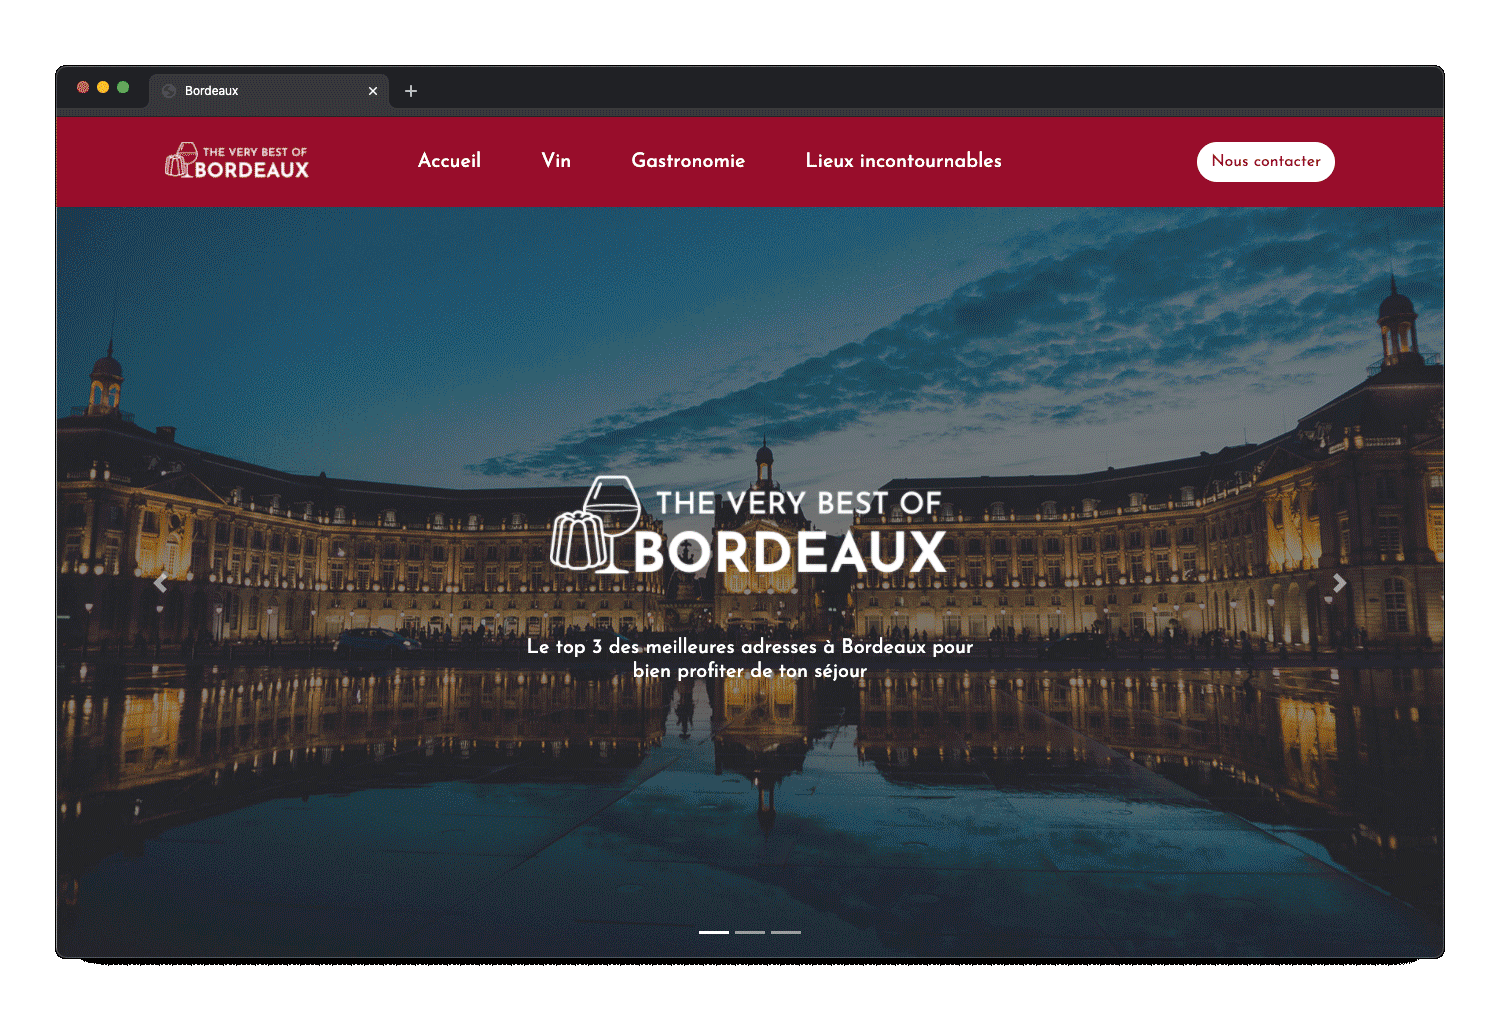 Bordeaux
THE VERY BEST OF
BORDEAUX
Accueil
Vin
Gastronomie
Lieux incontournables
Nous contacter
THE VERY BEST OF
BORDEAUX
Le top 3 des meilleures adresses à Bordeaux pour
bien profiter de ton séjour